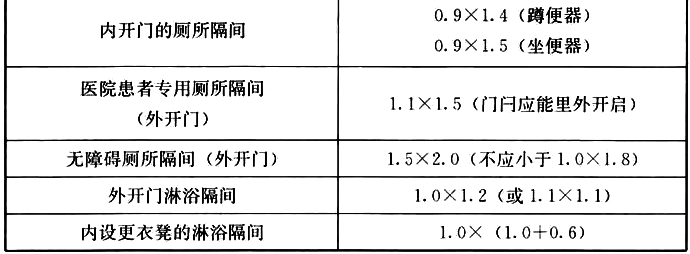 内开门的厕所隔间
0.9×1.4（蹲便器）
0.9×1.5（坐便器）
医院患者专用厕所隔间
（外开门）
1.1×1.5（门闩应能里外开启）
无障碍厕所隔间（外开门）
1.5×2.0（不应小于1.0×1.8）
外开门淋浴隔间
1.0×1.2（或1.1×1.1）
内设更衣凳的淋浴隔间
1.0×（1.0+0.6）